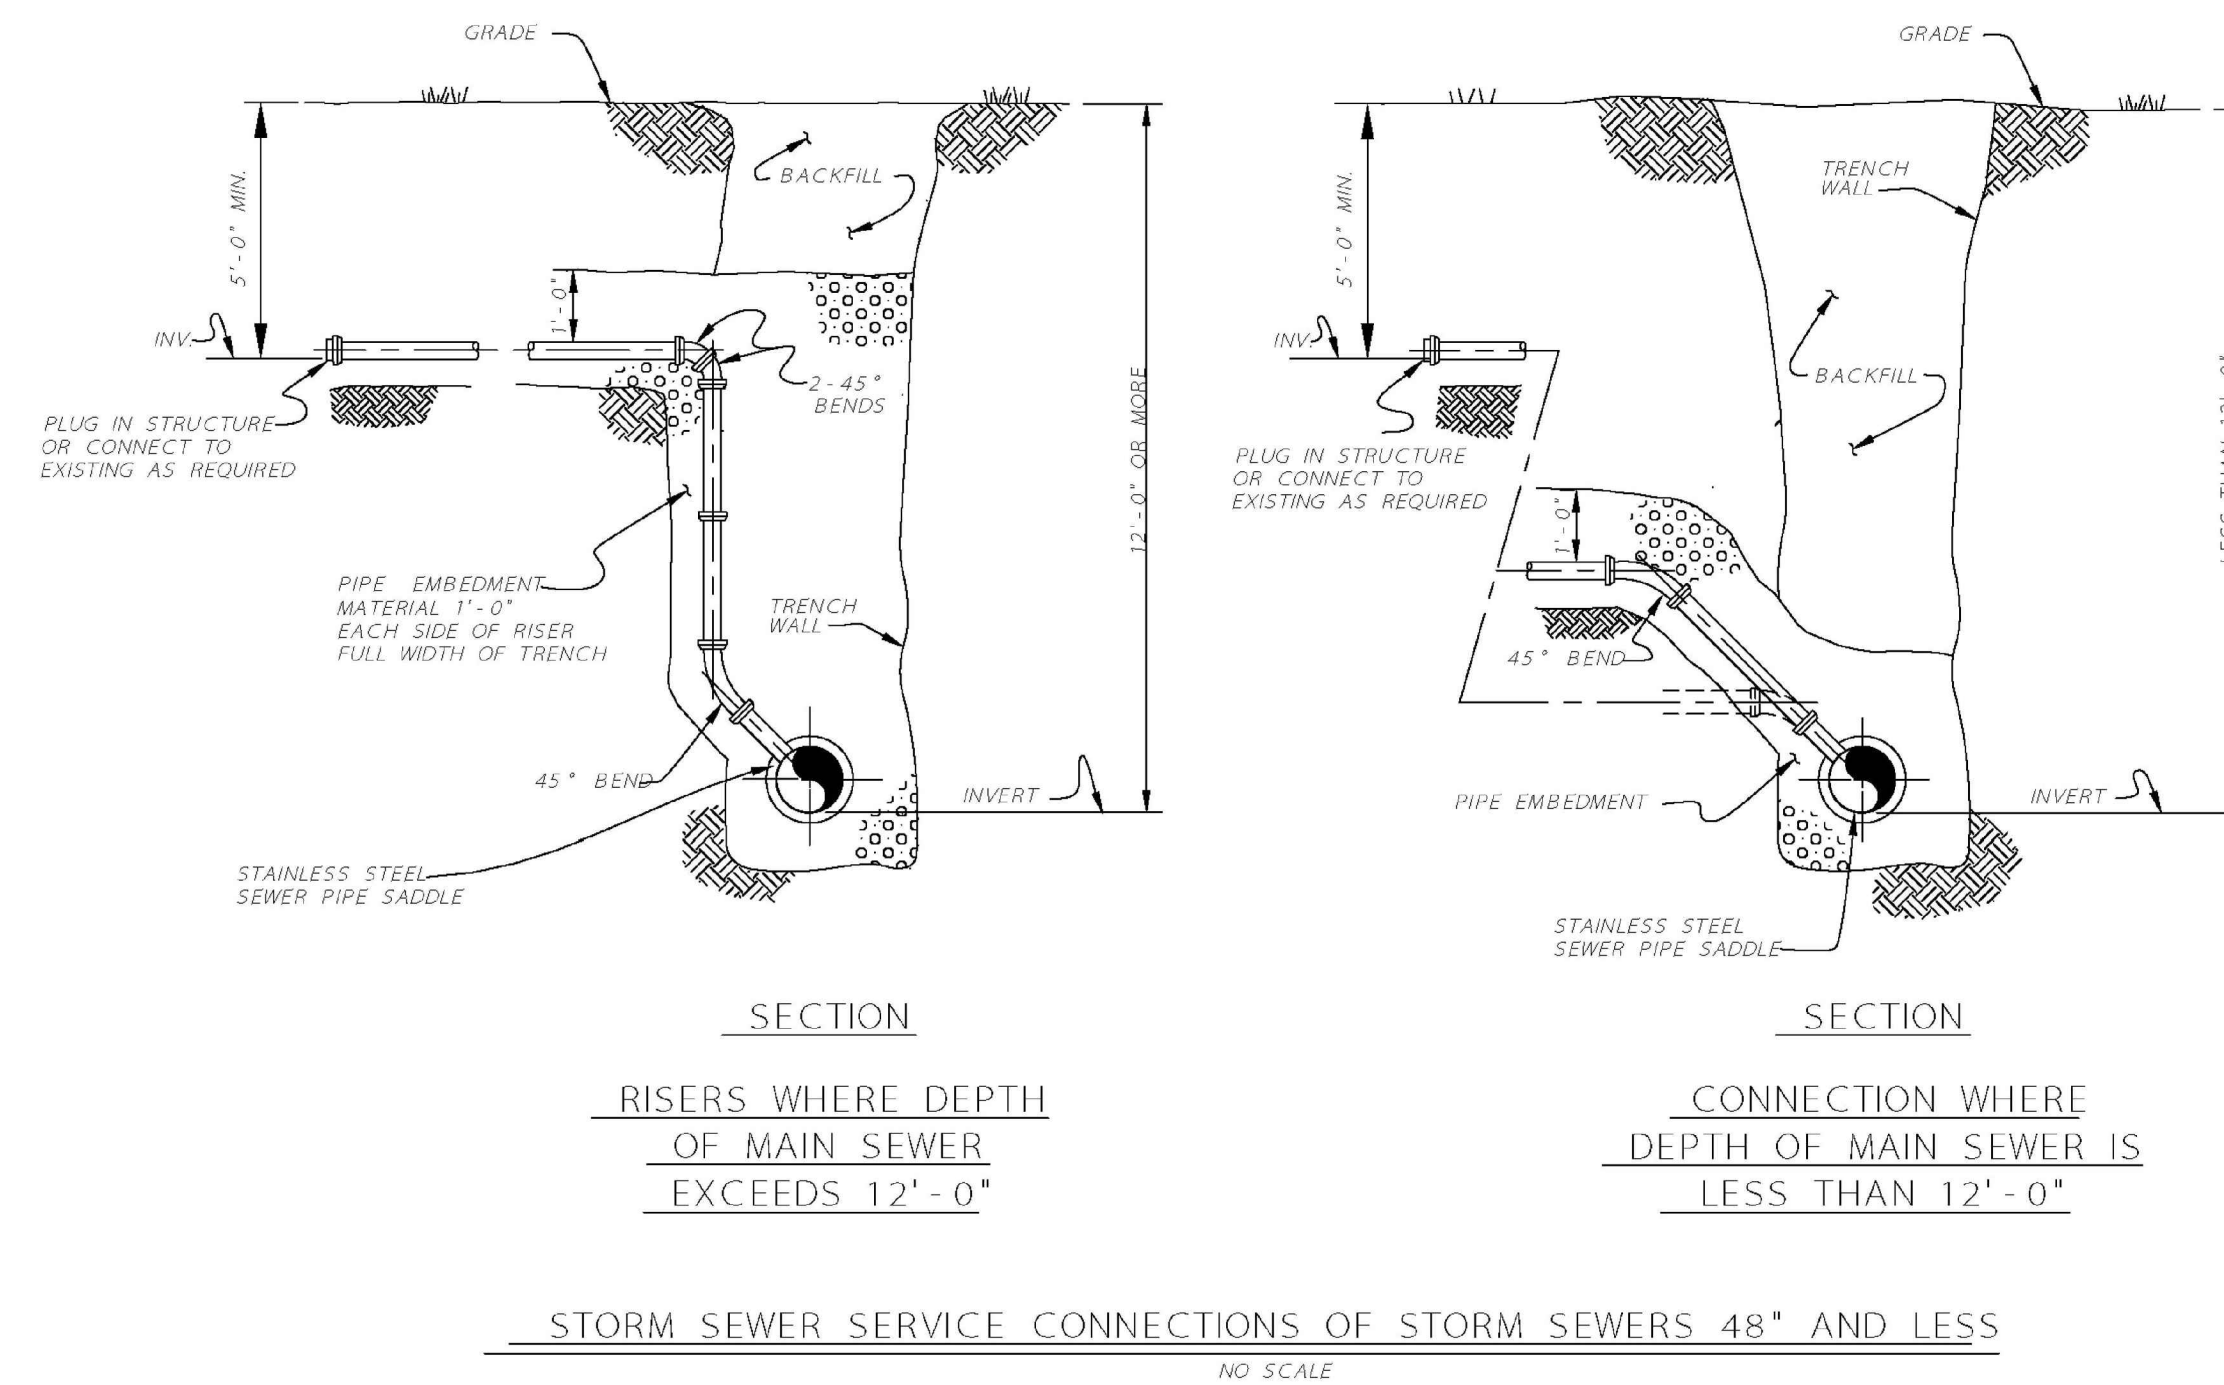 GRADE
BACKFILL
5'-0" MIN.
1'-0"
INV.
2-45°
BENDS
PLUG IN STRUCTURE
OR CONNECT TO
EXISTING AS REQUIRED
12'-0" OR MORE
PIPE EMBEDMENT
MATERIAL 1'-0"
EACH SIDE OF RISER
FULL WIDTH OF TRENCH
TRENCH
WALL
45° BEND
INVERT
STAINLESS STEEL
SEWER PIPE SADDLE
SECTION
RISERS WHERE DEPTH
OF MAIN SEWER
EXCEEDS 12'-0"
GRADE
TRENCH
WALL
5'-0" MIN.
INV.
BACKFILL
PLUG IN STRUCTURE
OR CONNECT TO
EXISTING AS REQUIRED
1'-0"
45° BEND
PIPE EMBEDMENT
INVERT
STAINLESS STEEL
SEWER PIPE SADDLE
SECTION
CONNECTION WHERE
DEPTH OF MAIN SEWER IS
LESS THAN 12'-0"
STORM SEWER SERVICE CONNECTIONS OF STORM SEWERS 48" AND LESS
NO SCALE